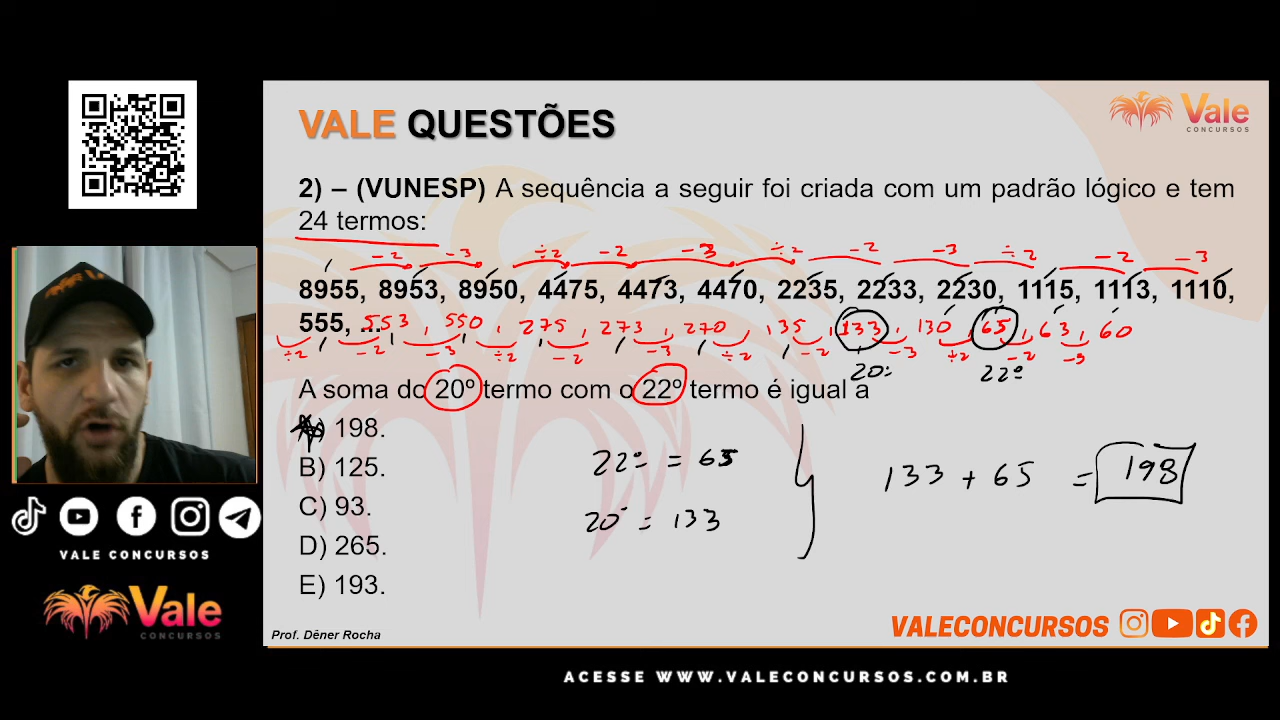 VALE QUESTÕES
Vale
CONCURSOS
2) – (VUNESP) A sequência a seguir foi criada com um padrão lógico e tem
24 termos:
-2 -3 ÷2 -2 -3 ÷2 -2 -3 ÷2 -2 -3
8955, 8953, 8950, 4475, 4473, 4470, 2235, 2233, 2230, 1115, 1113, 1110,
555, ... 553, 550, 275, 273, 270, 135, 133, 130, 65, 63, 60
÷2 -2 -3 ÷2 -2 -3 ÷2 -2 -3 ÷2 -2 -3
20º 22º
A soma do 20º termo com o 22º termo é igual a
198.
B) 125.
C) 93.
D) 265.
E) 193.
22º = 65
20º = 133
133 + 65 = 198
Prof. Dêner Rocha
VALECONCURSOS
VALE CONCURSOS
Vale
CONCURSOS
ACESSE WWW.VALECONCURSOS.COM.BR